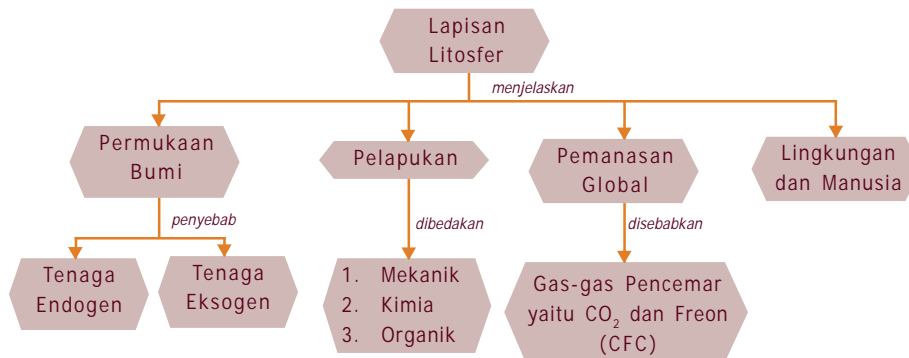 Lapisan
Litosfer
menjelaskan
Permukaan
Bumi
Pelapukan
Pemanasan
Global
Lingkungan
dan Manusia
penyebab
dibedakan
disebabkan
Tenaga
Endogen
Tenaga
Eksogen
1. Mekanik
2. Kimia
3. Organik
Gas-gas Pencemar
yaitu CO₂ dan Freon
(CFC)